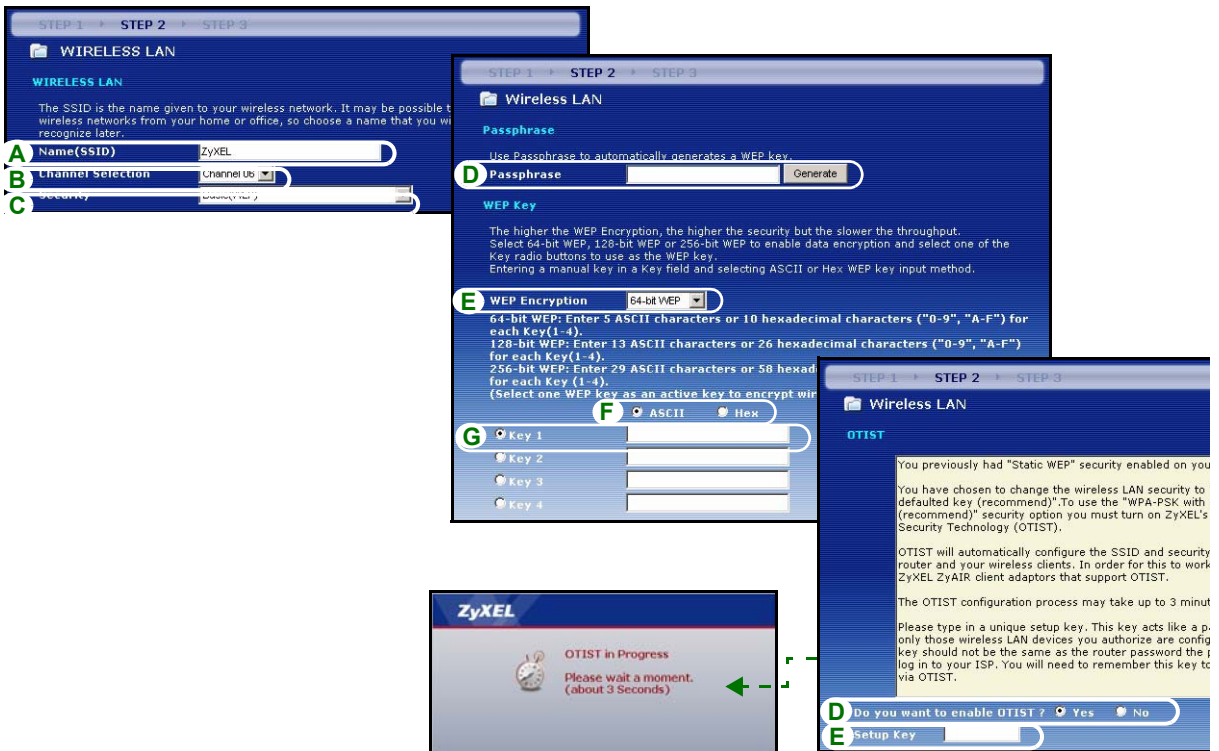 STEP 1 STEP 2 STEP 3
WIRELESS LAN
WIRELESS LAN
The SSID is the name given to your wireless network. It may be possible t
wireless networks from your home or office, so choose a name that you wi
recognize later.
A Name(SSID) ZyXEL
B Channel Selection Channel 06
C Security Basic(WEP)
STEP 1 STEP 2 STEP 3
Wireless LAN
Passphrase
Use Passphrase to automatically generates a WEP key.
D Passphrase Generate
WEP Key
The higher the WEP Encryption, the higher the security but the slower the throughput.
Select 64-bit WEP, 128-bit WEP or 256-bit WEP to enable data encryption and select one of the
Key radio buttons to use as the WEP key.
Entering a manual key in a Key field and selecting ASCII or Hex WEP key input method.
E WEP Encryption 64-bit WEP
64-bit WEP: Enter 5 ASCII characters or 10 hexadecimal characters ("0-9", "A-F") for
each Key(1-4).
128-bit WEP: Enter 13 ASCII characters or 26 hexadecimal characters ("0-9", "A-F")
for each Key(1-4).
256-bit WEP: Enter 29 ASCII characters or 58 hexad
for each Key (1-4).
(Select one WEP key as an active key to encrypt wir
F ASCII Hex
G Key 1
Key 2
Key 3
Key 4
STEP 1 STEP 2 STEP 3
Wireless LAN
OTIST
You previously had "Static WEP" security enabled on you
You have chosen to change the wireless LAN security to
defaulted key (recommend)".To use the "WPA-PSK with
(recommend)" security option you must turn on ZyXEL's
Security Technology (OTIST).
OTIST will automatically configure the SSID and security
router and your wireless clients. In order for this to work
ZyXEL ZyAIR client adaptors that support OTIST.
The OTIST configuration process may take up to 3 minut
Please type in a unique setup key. This key acts like a p
only those wireless LAN devices you authorize are config
key should not be the same as the router password the p
log in to your ISP. You will need to remember this key to
via OTIST.
D Do you want to enable OTIST ? Yes No
E Setup Key
ZyXEL
OTIST in Progress
Please wait a moment.
(about 3 Seconds)